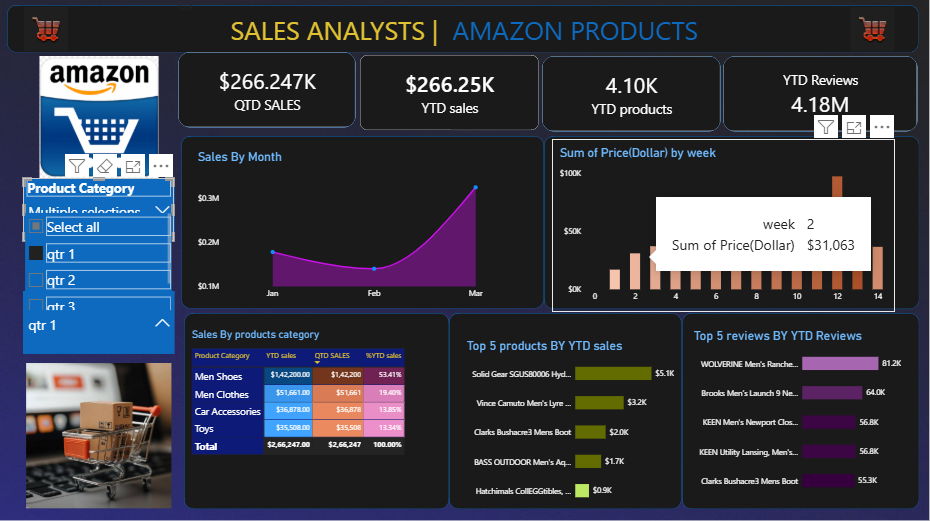 SALES ANALYSTS | AMAZON PRODUCTS
amazon
$266.247K
QTD SALES
$266.25K
YTD sales
4.10K
YTD products
YTD Reviews
4.18M
Product Category
Multiple selections
Select all
qtr 1
qtr 2
qtr 3
qtr 1
Sales By Month
$0.3M
$0.2M
$0.1M
Jan Feb Mar
Sum of Price(Dollar) by week
$100K
$50K
$0K
0 2 4 6 8 10 12 14
week 2
Sum of Price(Dollar) $31,063
Sales By products category
Product Category YTD sales QTD SALES %YTD sales
Men Shoes $1,42,200.00 $1,42,200 53.41%
Men Clothes $51,661.00 $51,661 19.40%
Car Accessories $36,878.00 $36,878 13.85%
Toys $35,508.00 $35,508 13.34%
Total $2,66,247.00 $2,66,247 100.00%
Top 5 products BY YTD sales
Solid Gear SGUS80006 Hyd... $5.1K
Vince Camuto Men's Lyre ... $3.2K
Clarks Bushacre3 Mens Boot $2.0K
BASS OUTDOOR Men's Aq... $1.7K
Hatchimals CollEGGtibles, ... $0.9K
Top 5 reviews BY YTD Reviews
WOLVERINE Men's Ranche... 81.2K
Brooks Men's Launch 9 Ne... 64.0K
KEEN Men's Newport Clos... 56.8K
KEEN Utility Lansing, Men's... 56.8K
Clarks Bushacre3 Mens Boot 55.3K